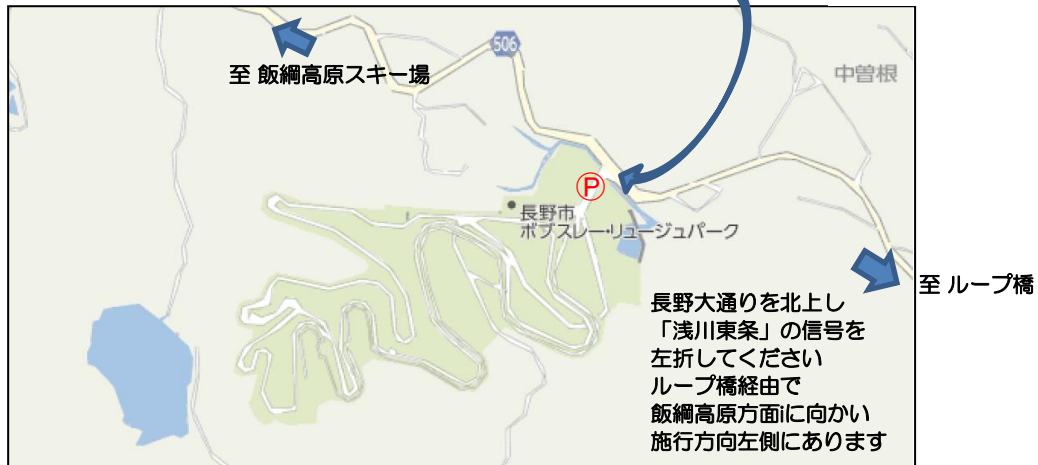 506
至 飯綱高原スキー場
中曽根
Ⓟ
長野市
ボブスレー・リュージュパーク
至 ループ橋
長野大通りを北上し
「浅川東条」の信号を
左折してください
ループ橋経由で
飯綱高原方面iに向かい
施行方向左側にあります